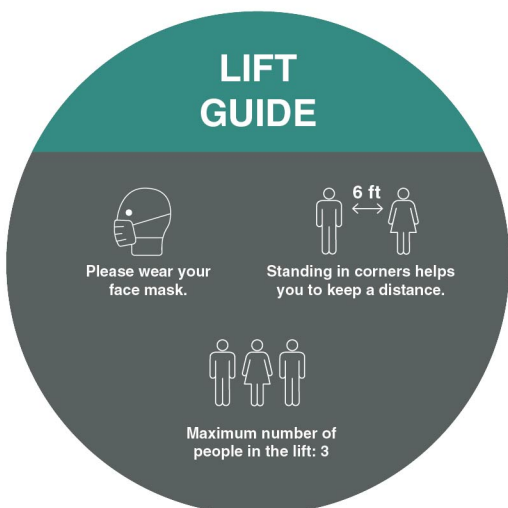 LIFT
GUIDE
6 ft
Please wear your
face mask.
Standing in corners helps
you to keep a distance.
Maximum number of
people in the lift: 3